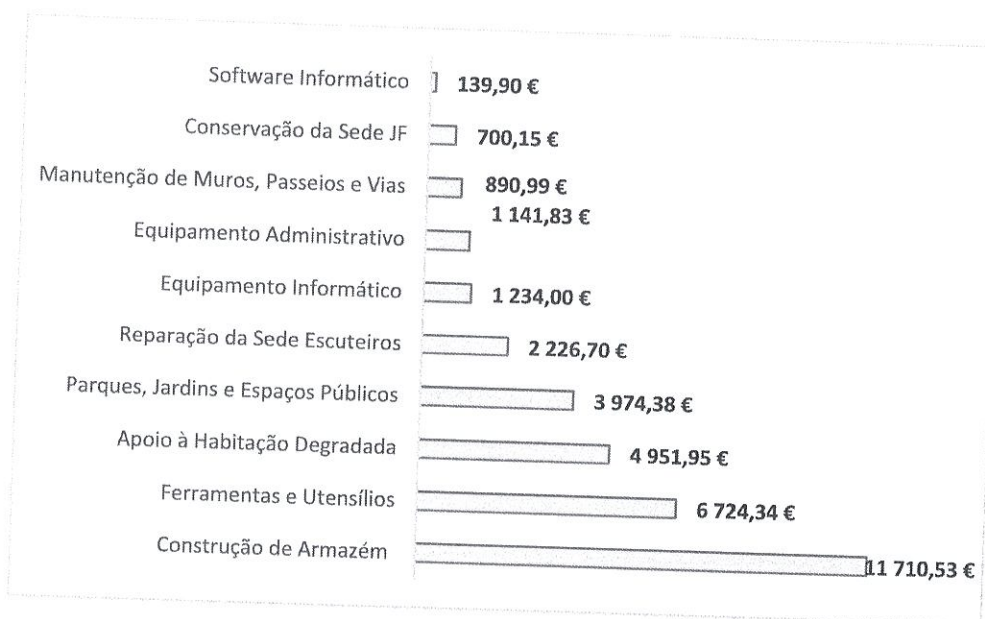 Software Informático 139,90 €
Conservação da Sede JF 700,15 €
Manutenção de Muros, Passeios e Vias 890,99 €
1 141,83 €
Equipamento Administrativo
Equipamento Informático 1 234,00 €
Reparação da Sede Escuteiros 2 226,70 €
Parques, Jardins e Espaços Públicos 3 974,38 €
Apoio à Habitação Degradada 4 951,95 €
Ferramentas e Utensílios 6 724,34 €
Construção de Armazém 11 710,53 €